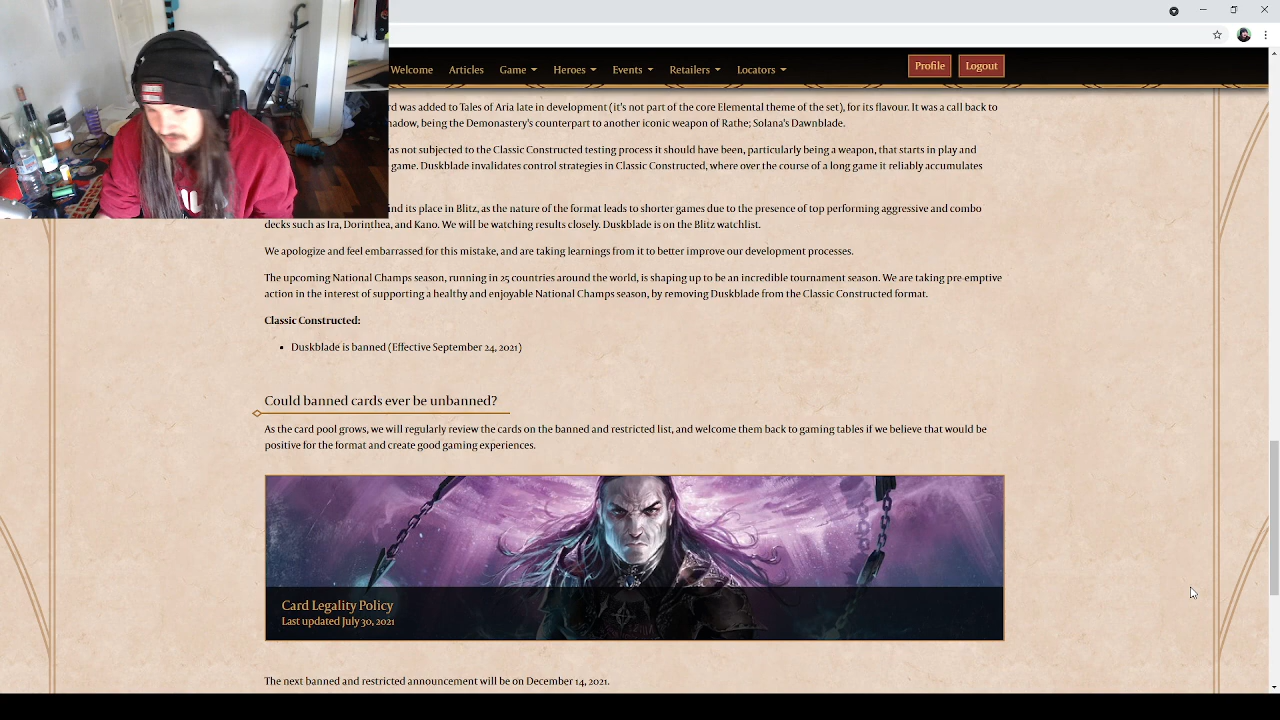 Welcome Articles Game Heroes Events Retailers Locators Profile Logout
rd was added to Tales of Aria late in development (it's not part of the core Elemental theme of the set), for its flavour. It was a call back to
hadow, being the Demonastery's counterpart to another iconic weapon of Rathe; Solana's Dawnblade.
as not subjected to the Classic Constructed testing process it should have been, particularly being a weapon, that starts in play and
game. Duskblade invalidates control strategies in Classic Constructed, where over the course of a long game it reliably accumulates
ind its place in Blitz, as the nature of the format leads to shorter games due to the presence of top performing aggressive and combo
decks such as Ira, Dorinthea, and Kano. We will be watching results closely. Duskblade is on the Blitz watchlist.
We apologize and feel embarrassed for this mistake, and are taking learnings from it to better improve our development processes.
The upcoming National Champs season, running in 25 countries around the world, is shaping up to be an incredible tournament season. We are taking pre-emptive
action in the interest of supporting a healthy and enjoyable National Champs season, by removing Duskblade from the Classic Constructed format.
Classic Constructed:
• Duskblade is banned (Effective September 24, 2021)
Could banned cards ever be unbanned?
As the card pool grows, we will regularly review the cards on the banned and restricted list, and welcome them back to gaming tables if we believe that would be
positive for the format and create good gaming experiences.
Card Legality Policy
Last updated July 30, 2021
The next banned and restricted announcement will be on December 14, 2021.